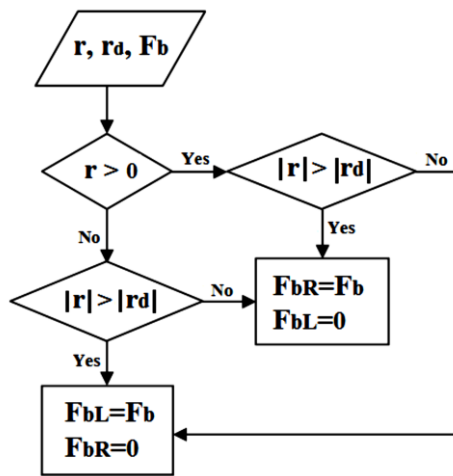 r, rd, Fb
r > 0
Yes
|r|>|rd|
No
No
Yes
|r|>|rd|
No
FbR=Fb
FbL=0
Yes
FbL=Fb
FbR=0